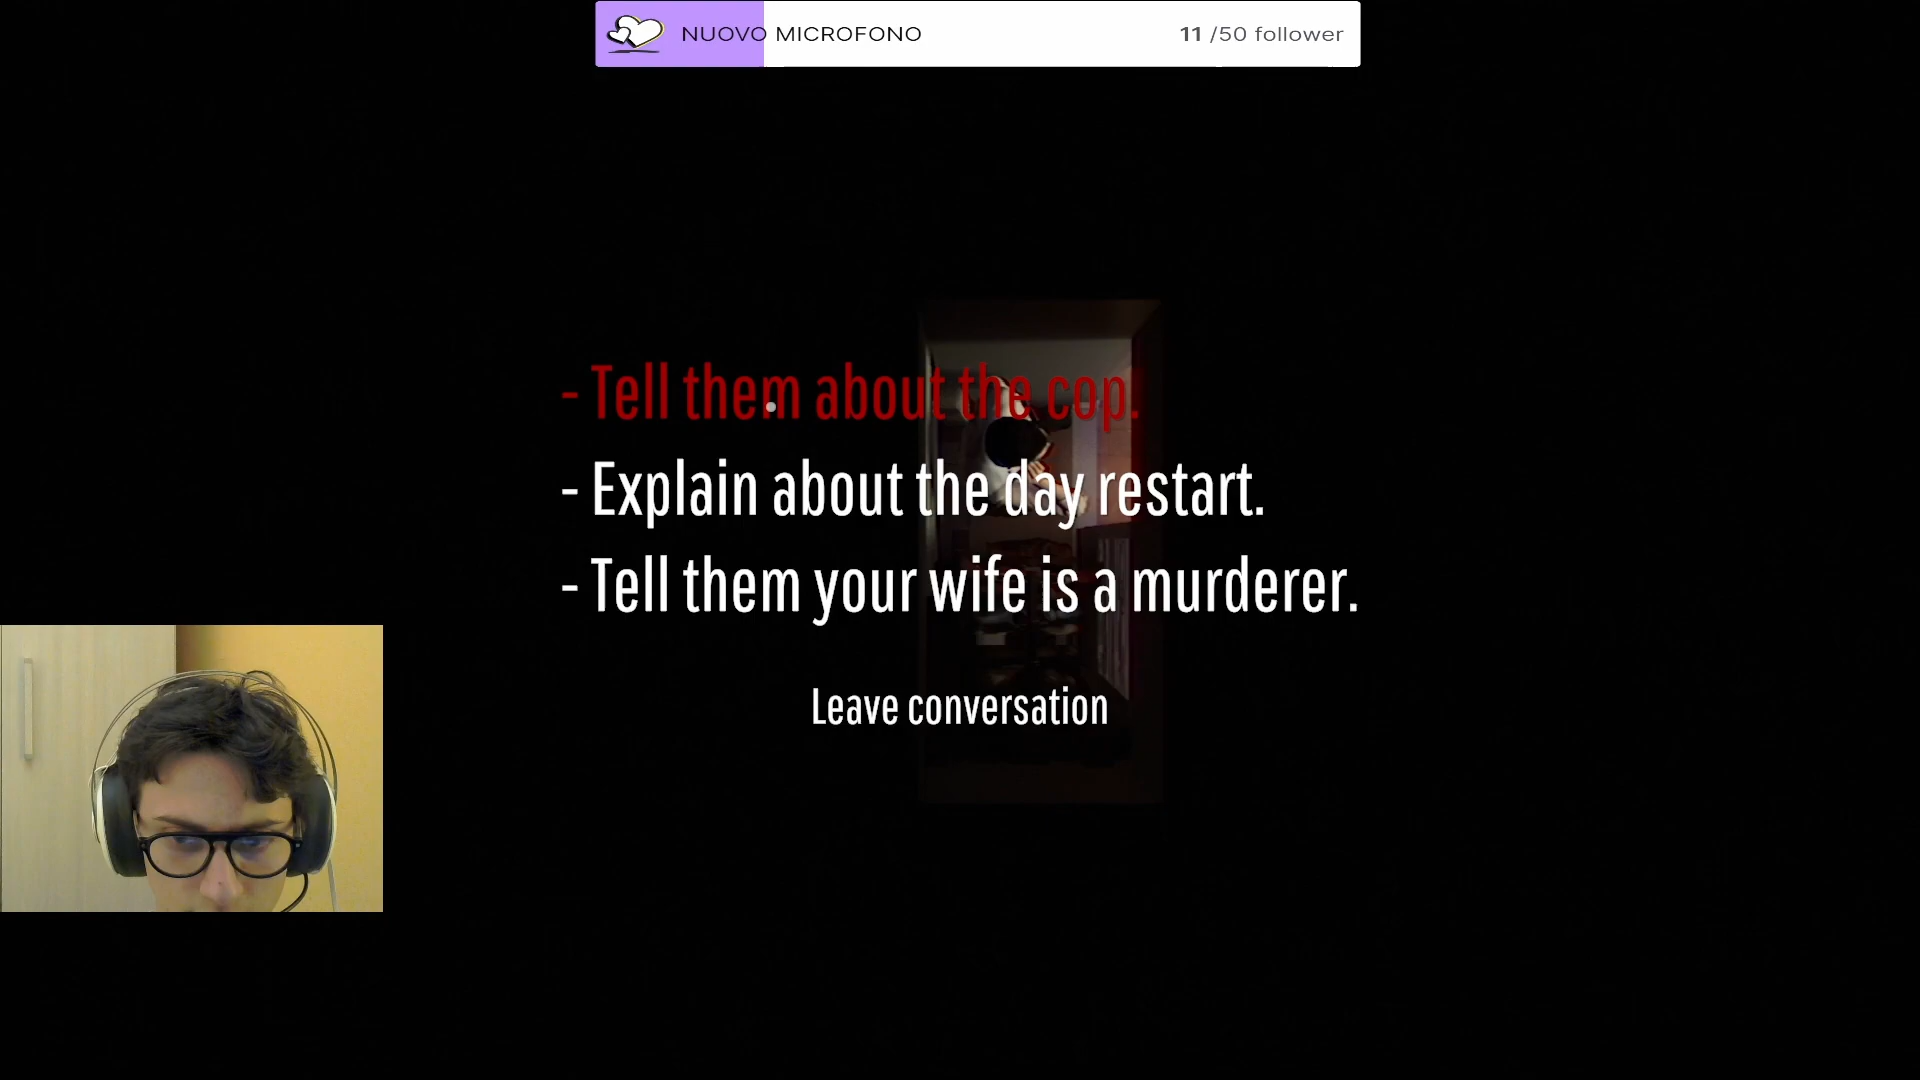 NUOVO MICROFONO 11 /50 follower
- Tell them about the cop.
- Explain about the day restart.
- Tell them your wife is a murderer.
Leave conversation